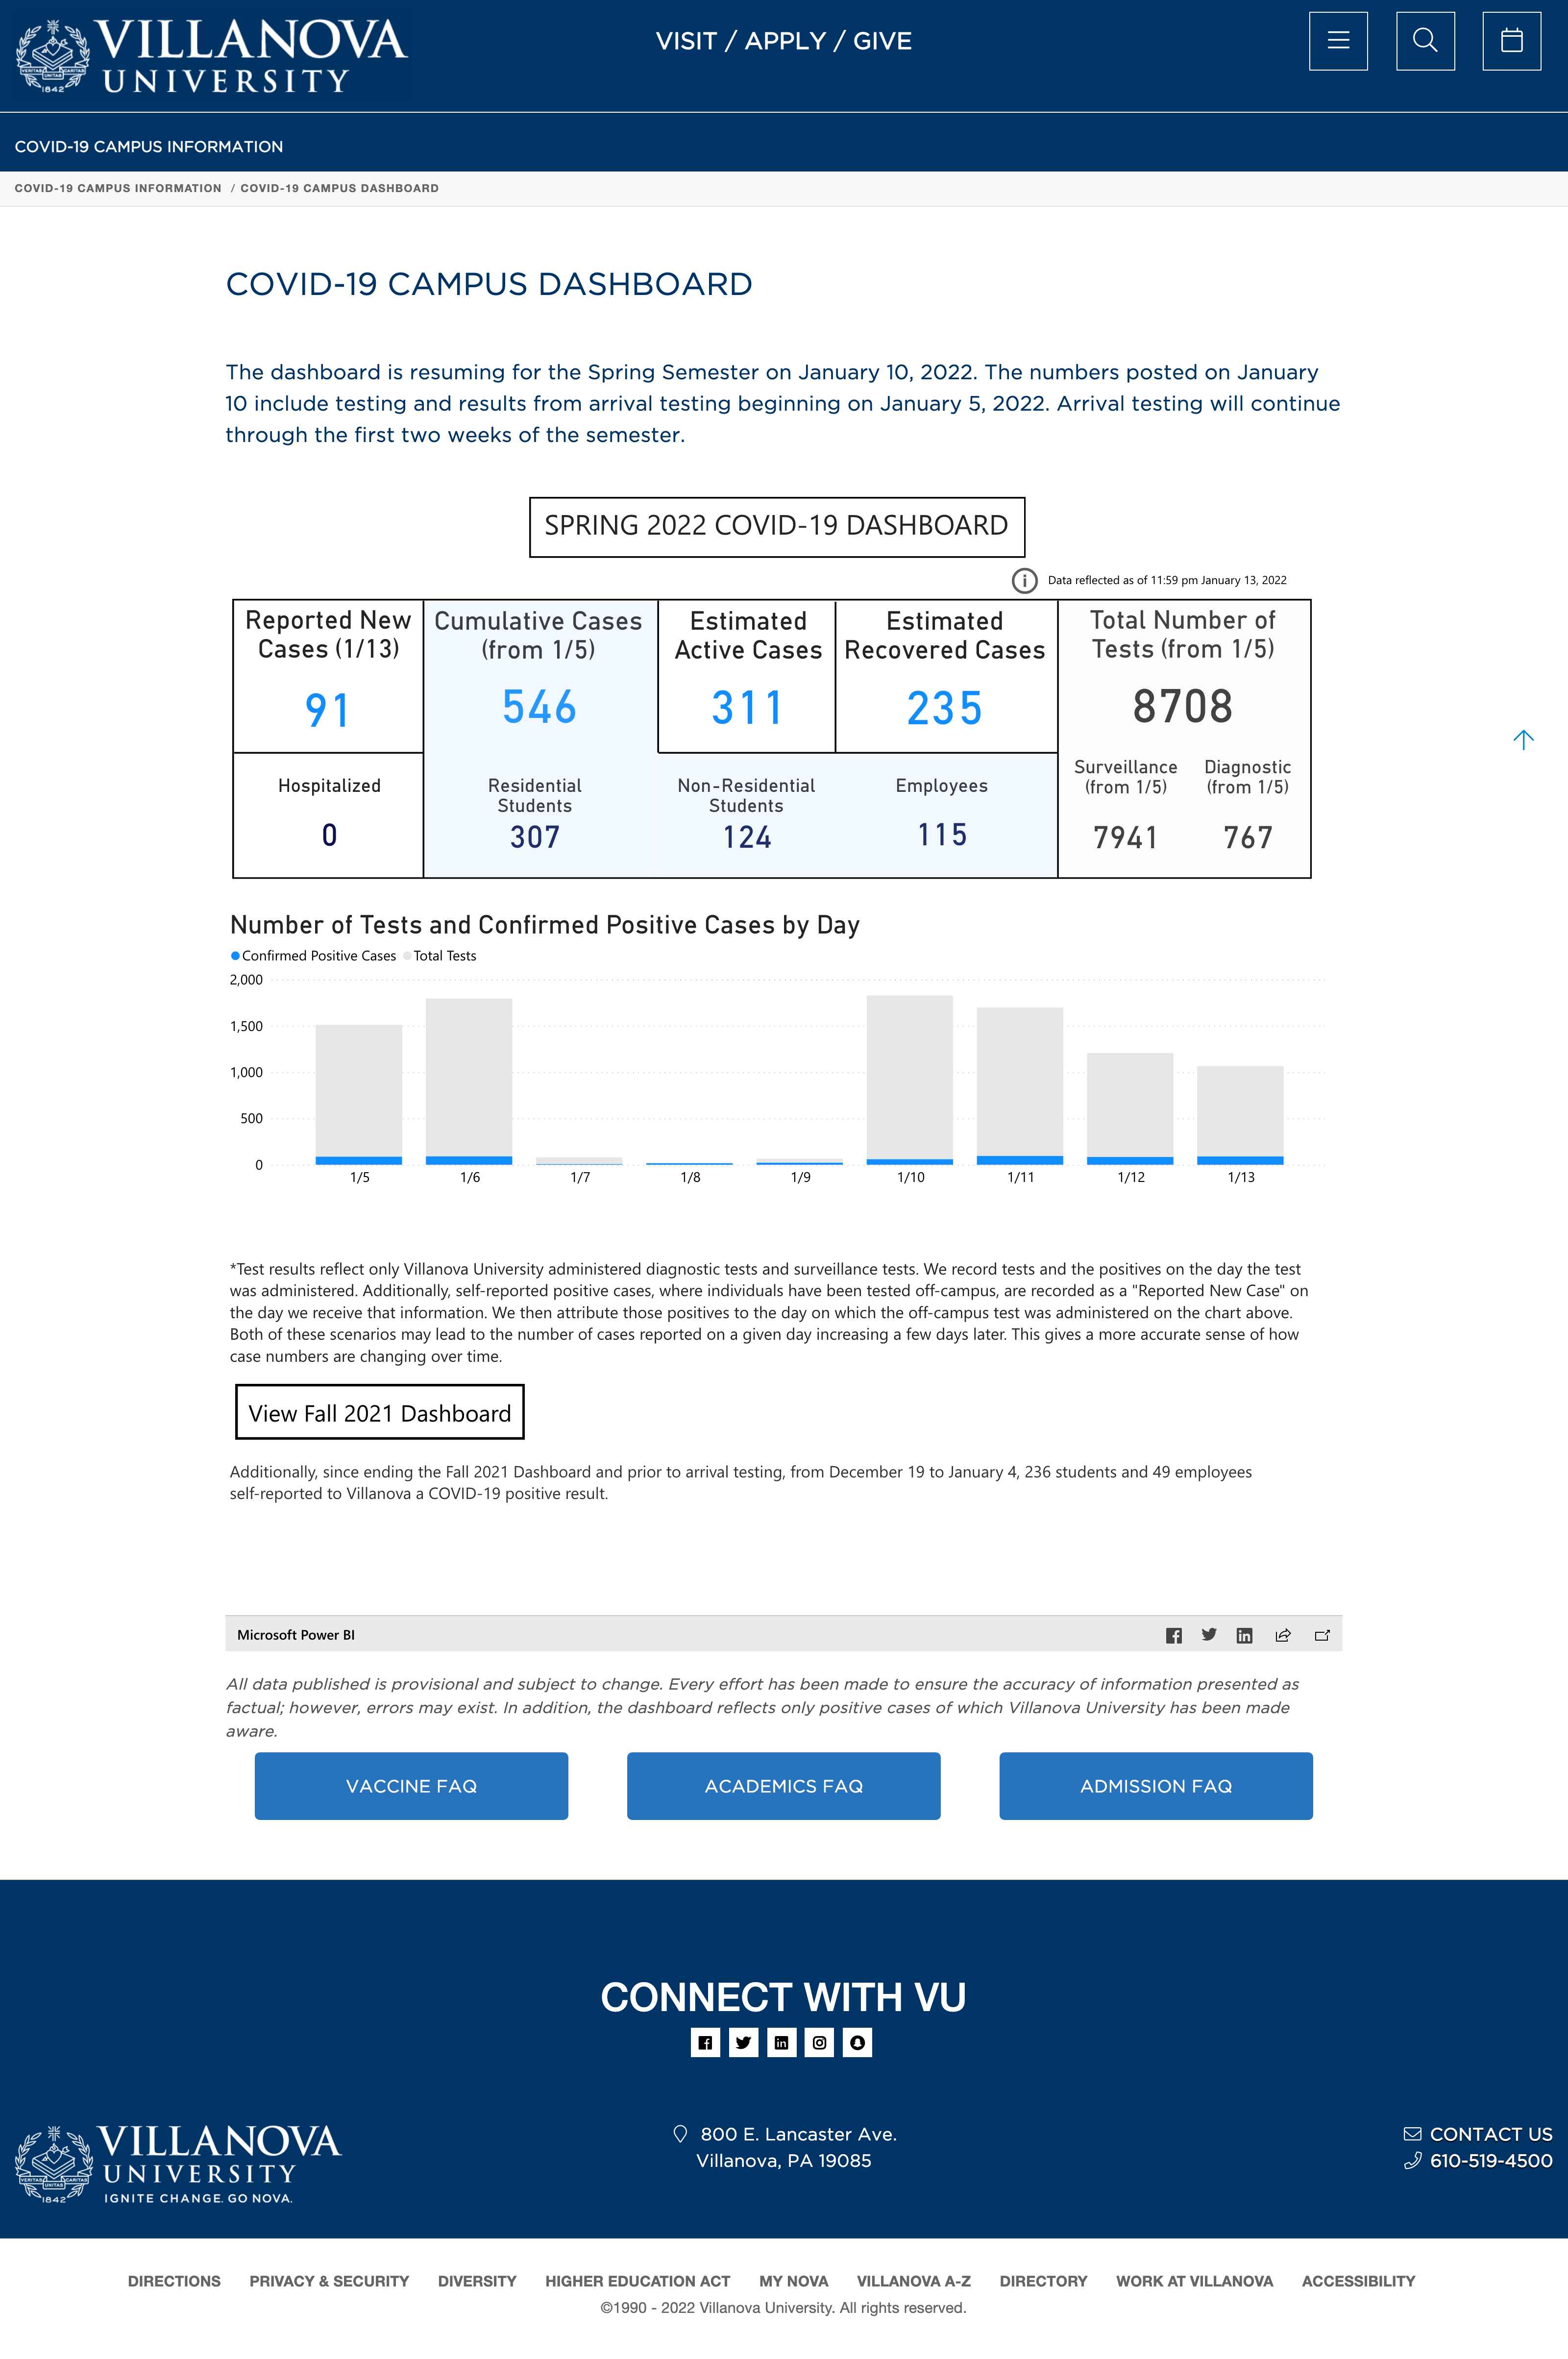 VILLANOVA
UNIVERSITY
VERITAS UNITAS CARITAS
1842
VISIT / APPLY / GIVE
COVID-19 CAMPUS INFORMATION
COVID-19 CAMPUS INFORMATION / COVID-19 CAMPUS DASHBOARD
COVID-19 CAMPUS DASHBOARD
The dashboard is resuming for the Spring Semester on January 10, 2022. The numbers posted on January
10 include testing and results from arrival testing beginning on January 5, 2022. Arrival testing will continue
through the first two weeks of the semester.
SPRING 2022 COVID-19 DASHBOARD
Data reflected as of 11:59 pm January 13, 2022
Reported New
Cases (1/13)
91
Cumulative Cases
(from 1/5)
546
Estimated
Active Cases
311
Estimated
Recovered Cases
235
Total Number of
Tests (from 1/5)
8708
Hospitalized
0
Residential
Students
307
Non-Residential
Students
124
Employees
115
Surveillance
(from 1/5)
7941
Diagnostic
(from 1/5)
767
Number of Tests and Confirmed Positive Cases by Day
Confirmed Positive Cases Total Tests
2,000
1,500
1,000
500
0
1/5 1/6 1/7 1/8 1/9 1/10 1/11 1/12 1/13
*Test results reflect only Villanova University administered diagnostic tests and surveillance tests. We record tests and the positives on the day the test
was administered. Additionally, self-reported positive cases, where individuals have been tested off-campus, are recorded as a "Reported New Case" on
the day we receive that information. We then attribute those positives to the day on which the off-campus test was administered on the chart above.
Both of these scenarios may lead to the number of cases reported on a given day increasing a few days later. This gives a more accurate sense of how
case numbers are changing over time.
View Fall 2021 Dashboard
Additionally, since ending the Fall 2021 Dashboard and prior to arrival testing, from December 19 to January 4, 236 students and 49 employees
self-reported to Villanova a COVID-19 positive result.
Microsoft Power BI
All data published is provisional and subject to change. Every effort has been made to ensure the accuracy of information presented as
factual; however, errors may exist. In addition, the dashboard reflects only positive cases of which Villanova University has been made
aware.
VACCINE FAQ
ACADEMICS FAQ
ADMISSION FAQ
CONNECT WITH VU
VILLANOVA
UNIVERSITY
IGNITE CHANGE. GO NOVA.
VERITAS UNITAS CARITAS
1842
800 E. Lancaster Ave.
Villanova, PA 19085
CONTACT US
610-519-4500
DIRECTIONS PRIVACY & SECURITY DIVERSITY HIGHER EDUCATION ACT MY NOVA VILLANOVA A-Z DIRECTORY WORK AT VILLANOVA ACCESSIBILITY
©1990 - 2022 Villanova University. All rights reserved.